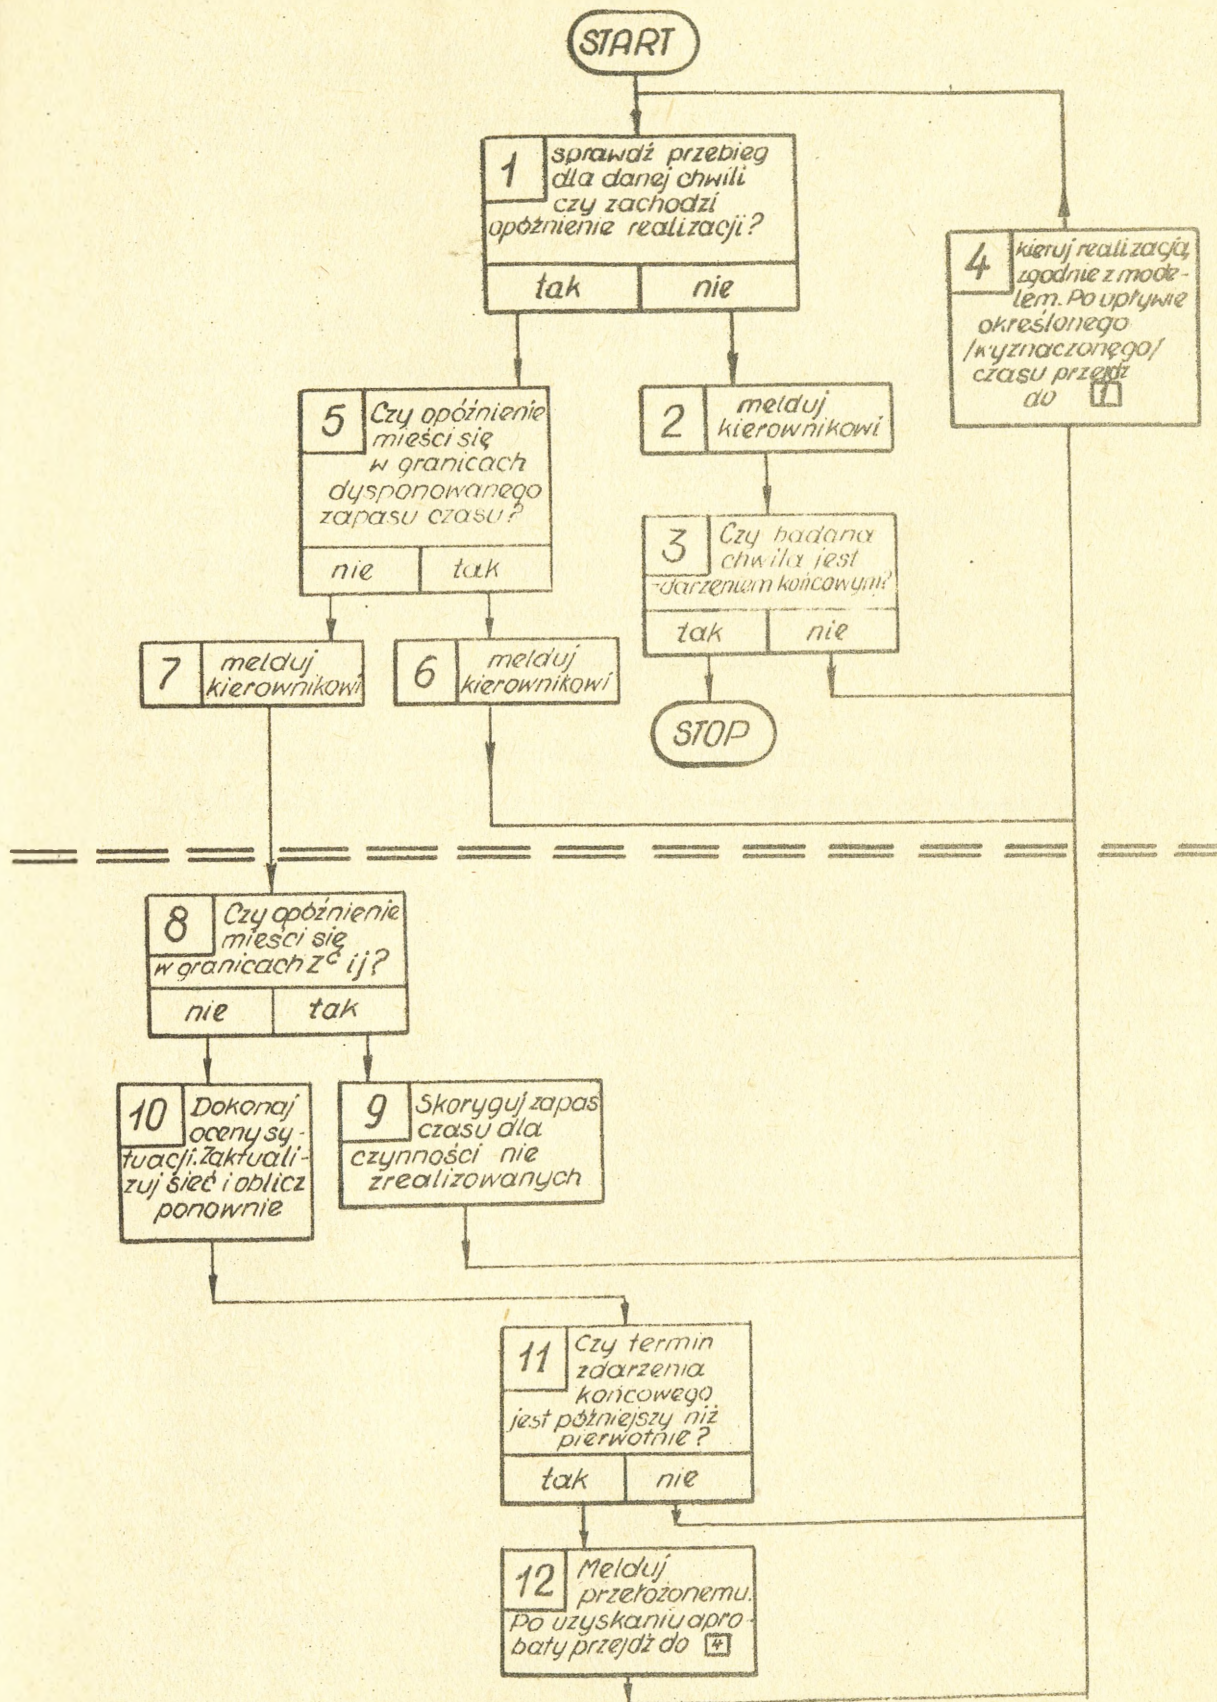 START
1
sprawdź przebieg
dla danej chwili
czy zachodzi
opóźnienie realizacji?
tak
nie
4
kieruj realizacją
zgodnie z mode-
lem. Po upływie
określonego
/wyznaczonego/
czasu przejdź
do 1
5
Czy opóźnienie
mieści się
w granicach
dysponowanego
zapasu czasu?
nie
tak
2
melduj
kierownikowi
3
Czy badana
chwila jest
zdarzeniem końcowym?
tak
nie
7
melduj
kierownikowi
6
melduj
kierownikowi
STOP
8
Czy opóźnienie
mieści się
w granicach Zᶜ ij?
nie
tak
10
Dokonaj
oceny sy-
tuacji. Zaktuali-
zuj sieć i oblicz
ponownie
9
Skoryguj zapas
czasu dla
czynności nie
zrealizowanych
11
Czy termin
zdarzenia
końcowego
jest późniejszy niż
pierwotnie?
tak
nie
12
Melduj
przełożonemu.
Po uzyskaniu apro-
baty przejdź do 4